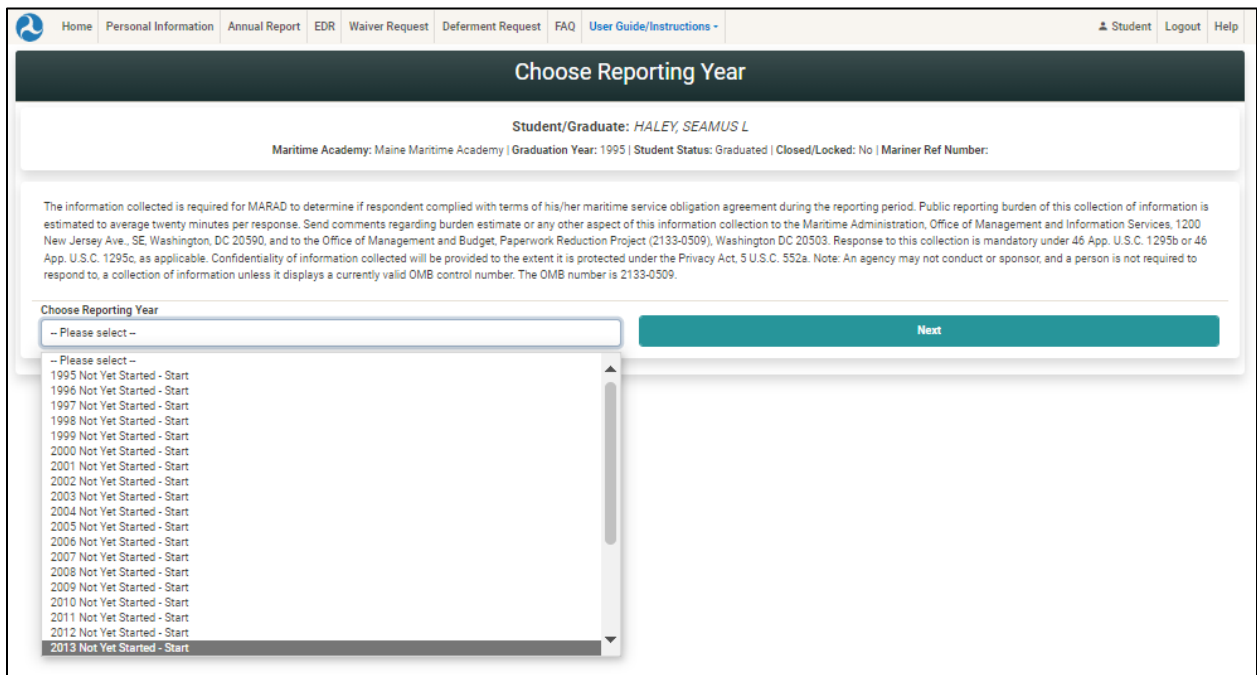 Home Personal Information Annual Report EDR Waiver Request Deferment Request FAQ User Guide/Instructions Student Logout Help
Choose Reporting Year
Student/Graduate: HALEY, SEAMUS L
Maritime Academy: Maine Maritime Academy | Graduation Year: 1995 | Student Status: Graduated | Closed/Locked: No | Mariner Ref Number:
The information collected is required for MARAD to determine if respondent complied with terms of his/her maritime service obligation agreement during the reporting period. Public reporting burden of this collection of information is
estimated to average twenty minutes per response. Send comments regarding burden estimate or any other aspect of this information collection to the Maritime Administration, Office of Management and Information Services, 1200
New Jersey Ave., SE, Washington, DC 20590, and to the Office of Management and Budget, Paperwork Reduction Project (2133-0509), Washington DC 20503. Response to this collection is mandatory under 46 App. U.S.C. 1295b or 46
App. U.S.C. 1295c, as applicable. Confidentiality of information collected will be provided to the extent it is protected under the Privacy Act, 5 U.S.C. 552a. Note: An agency may not conduct or sponsor, and a person is not required to
respond to, a collection of information unless it displays a currently valid OMB control number. The OMB number is 2133-0509.
Choose Reporting Year
-- Please select --
Next
-- Please select --
1995 Not Yet Started - Start
1996 Not Yet Started - Start
1997 Not Yet Started - Start
1998 Not Yet Started - Start
1999 Not Yet Started - Start
2000 Not Yet Started - Start
2001 Not Yet Started - Start
2002 Not Yet Started - Start
2003 Not Yet Started - Start
2004 Not Yet Started - Start
2005 Not Yet Started - Start
2006 Not Yet Started - Start
2007 Not Yet Started - Start
2008 Not Yet Started - Start
2009 Not Yet Started - Start
2010 Not Yet Started - Start
2011 Not Yet Started - Start
2012 Not Yet Started - Start
2013 Not Yet Started - Start